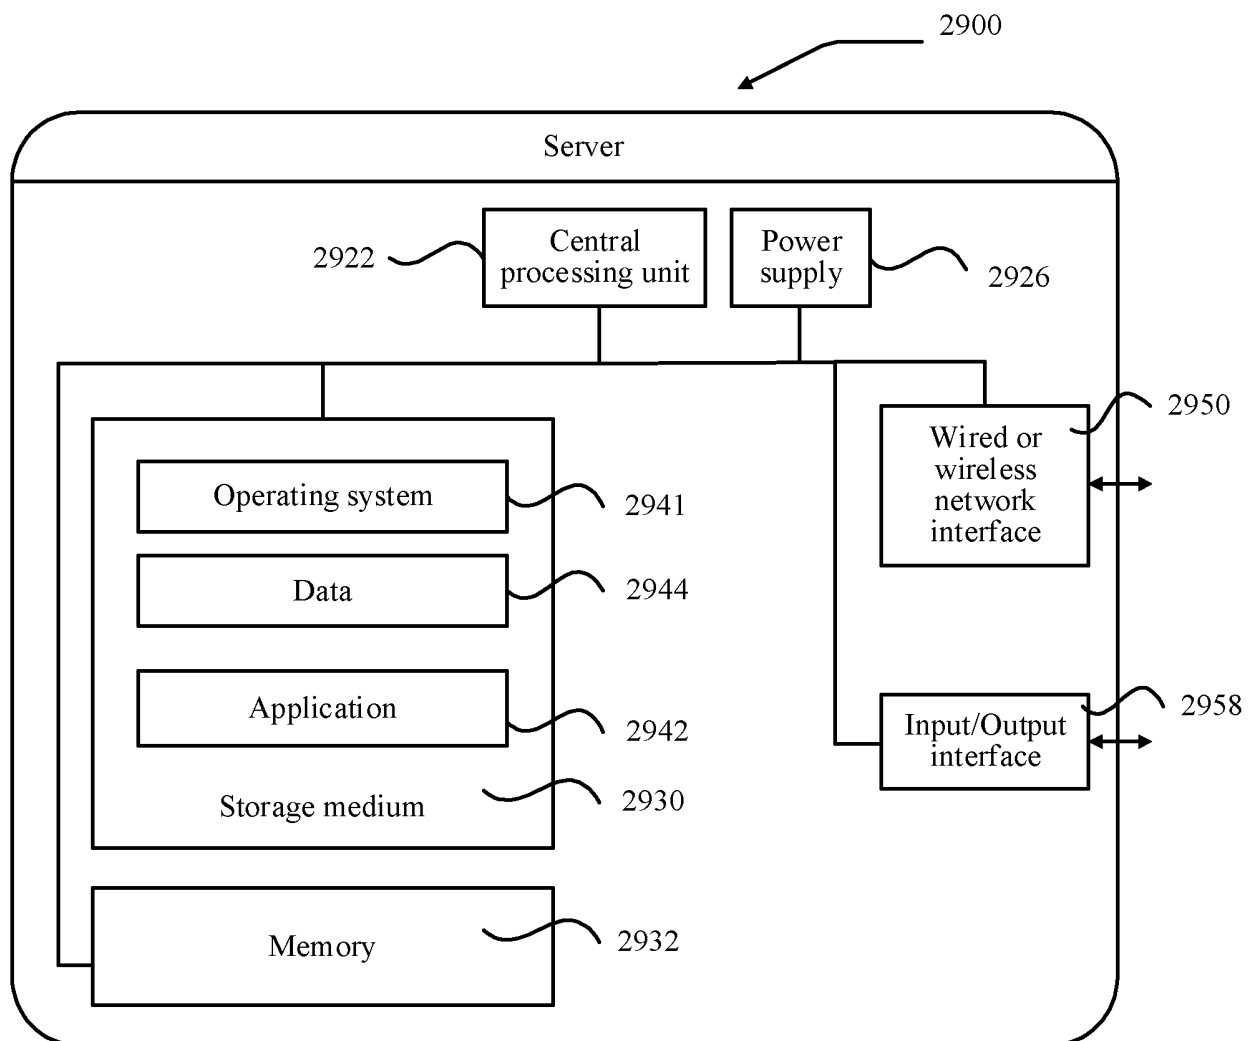 2900
Server
2922
Central
processing unit
Power
supply
2926
2950
Wired or
wireless
network
interface
Operating system
2941
Data
2944
Application
2942
2958
Input/Output
interface
Storage medium
2930
Memory
2932